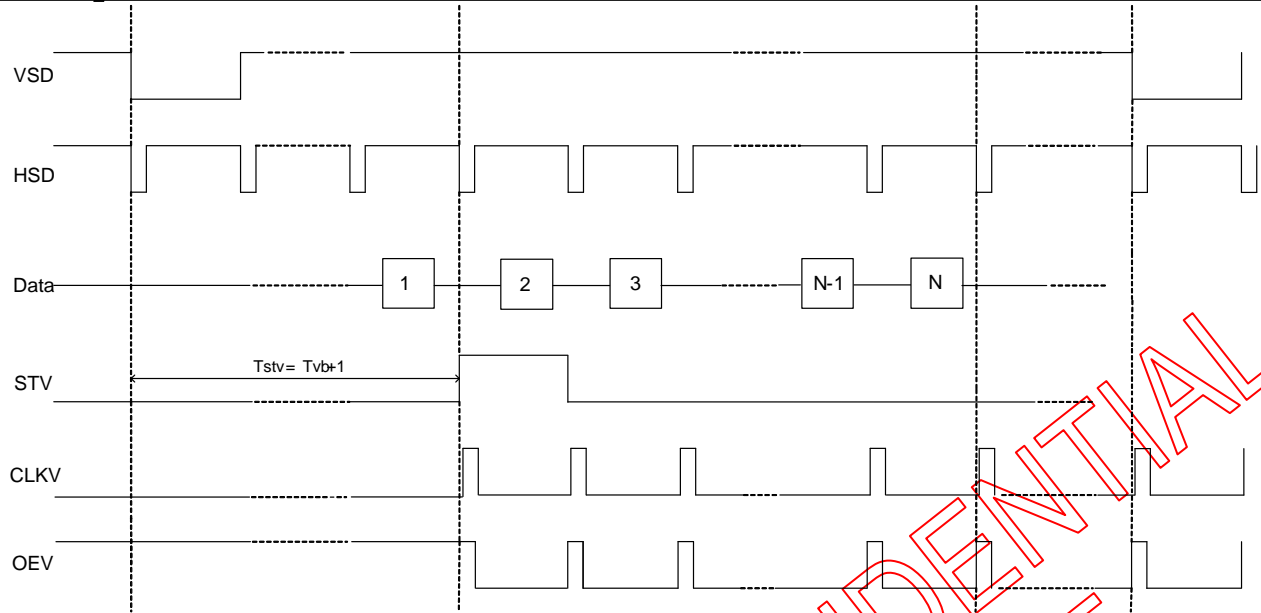 VSD
HSD
Data
1
2
3
N-1
N
STV
Tstv= Tvb+1
CLKV
OEV